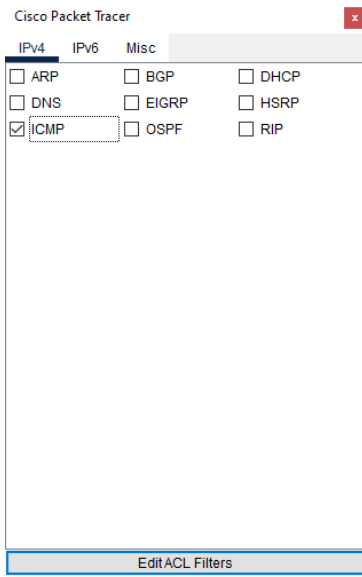 Cisco Packet Tracer x
IPv4 IPv6 Misc
ARP BGP DHCP
DNS EIGRP HSRP
ICMP OSPF RIP
Edit ACL Filters